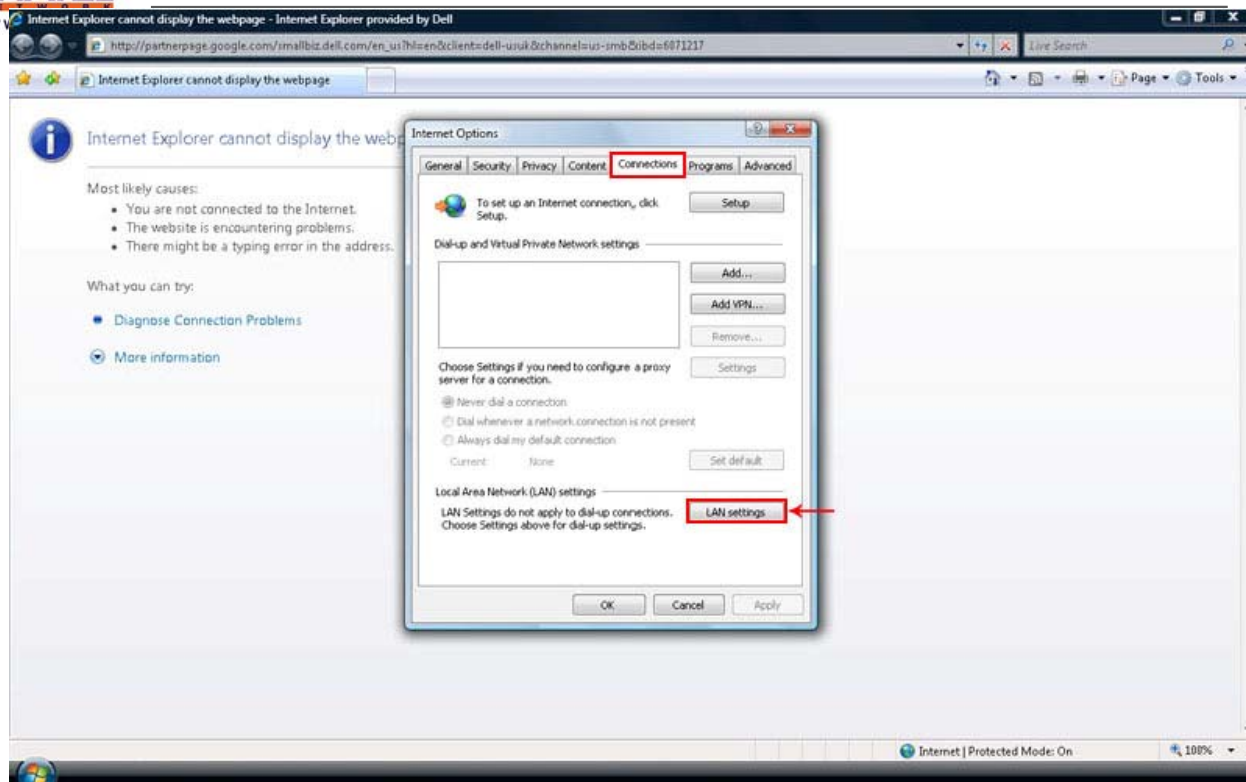 T W O R K
Internet Explorer cannot display the webpage - Internet Explorer provided by Dell
http://partnerpage.google.com/smallbiz.dell.com/en_us?hl=en&client=dell-usuk&channel=us-smb&ibd=6071217
Live Search
Internet Explorer cannot display the webpage
Page
Tools
Internet Explorer cannot display the webp
Most likely causes:
• You are not connected to the Internet.
• The website is encountering problems.
• There might be a typing error in the address.
What you can try:
Diagnose Connection Problems
More information
Internet Options
General Security Privacy Content Connections Programs Advanced
To set up an Internet connection, click
Setup.
Setup
Dial-up and Virtual Private Network settings
Add...
Add VPN...
Remove...
Choose Settings if you need to configure a proxy
server for a connection.
Settings
Never dial a connection
Dial whenever a network connection is not present
Always dial my default connection
Current None
Set default
Local Area Network (LAN) settings
LAN Settings do not apply to dial-up connections.
Choose Settings above for dial-up settings.
LAN settings
OK Cancel Apply
Internet | Protected Mode: On
100%